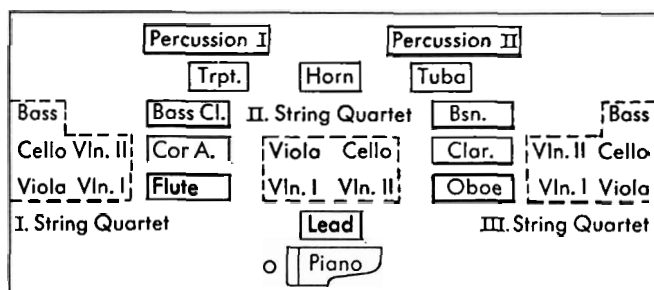 Percussion I Percussion II
Trpt. Horn Tuba
Bass Bass Cl. II. String Quartet Bsn. Bass
Cello Vln. II Cor A. Viola Cello Clar. Vln. II Cello
Viola Vln. I Flute Vln. I Vln. II Oboe Vln. I Viola
I. String Quartet Lead III. String Quartet
Piano